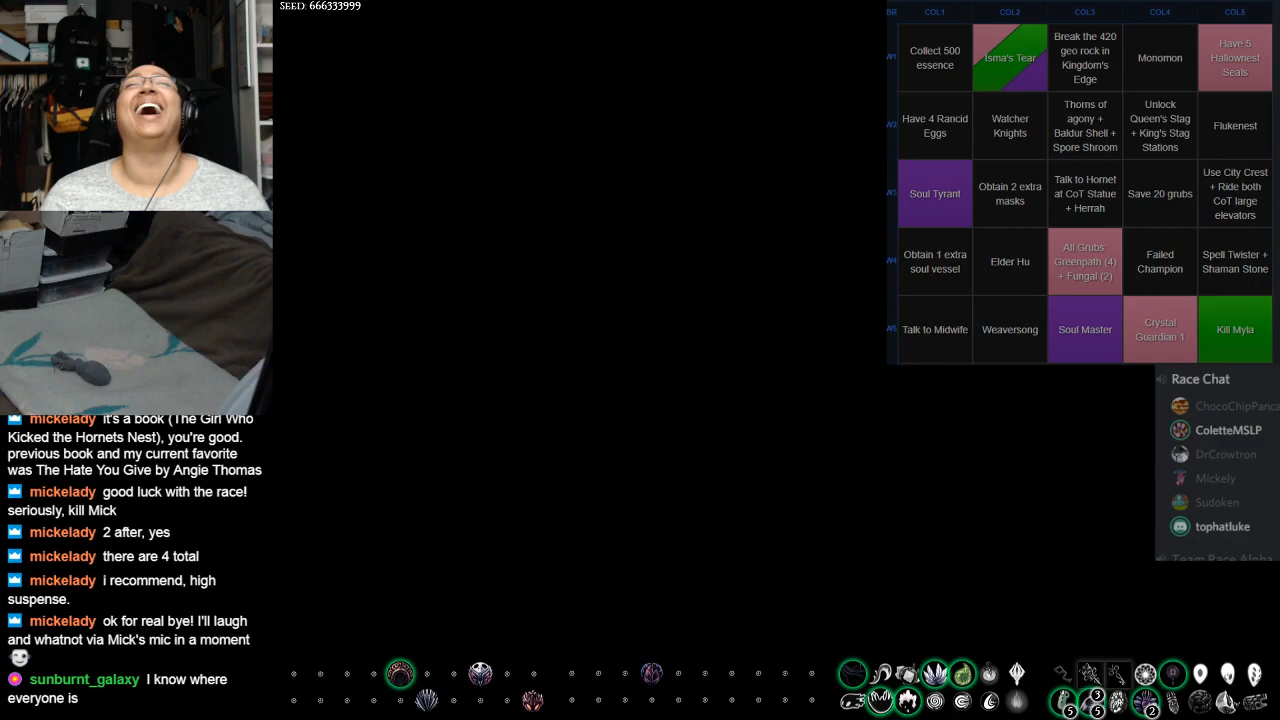 SEED: 666333999
BR COL1 COL2 COL3 COL4 COL5
Collect 500 essence
Isma's Tear
Break the 420 geo rock in Kingdom's Edge
Monomon
Have 5 Hallownest Seals
Have 4 Rancid Eggs
Watcher Knights
Thorns of agony + Baldur Shell + Spore Shroom
Unlock Queen's Stag + King's Stag Stations
Flukenest
Soul Tyrant
Obtain 2 extra masks
Talk to Hornet at CoT Statue + Herrah
Save 20 grubs
Use City Crest + Ride both CoT large elevators
Obtain 1 extra soul vessel
Elder Hu
All Grubs: Greenpath (4) + Fungal (2)
Failed Champion
Spell Twister + Shaman Stone
Talk to Midwife
Weaversong
Soul Master
Crystal Guardian 1
Kill Myla
Race Chat
ChocoChipPanca
ColetteMSLP
DrCrowtron
Mickely
Sudoken
tophatluke
Team Race Alpha
mickelady it's a book (The Girl Who
Kicked the Hornets Nest), you're good.
previous book and my current favorite
was The Hate You Give by Angie Thomas
mickelady good luck with the race!
seriously, kill Mick
mickelady 2 after, yes
mickelady there are 4 total
mickelady i recommend, high
suspense.
mickelady ok for real bye! I'll laugh
and whatnot via Mick's mic in a moment
sunburnt_galaxy I know where
everyone is
5
3
5
2